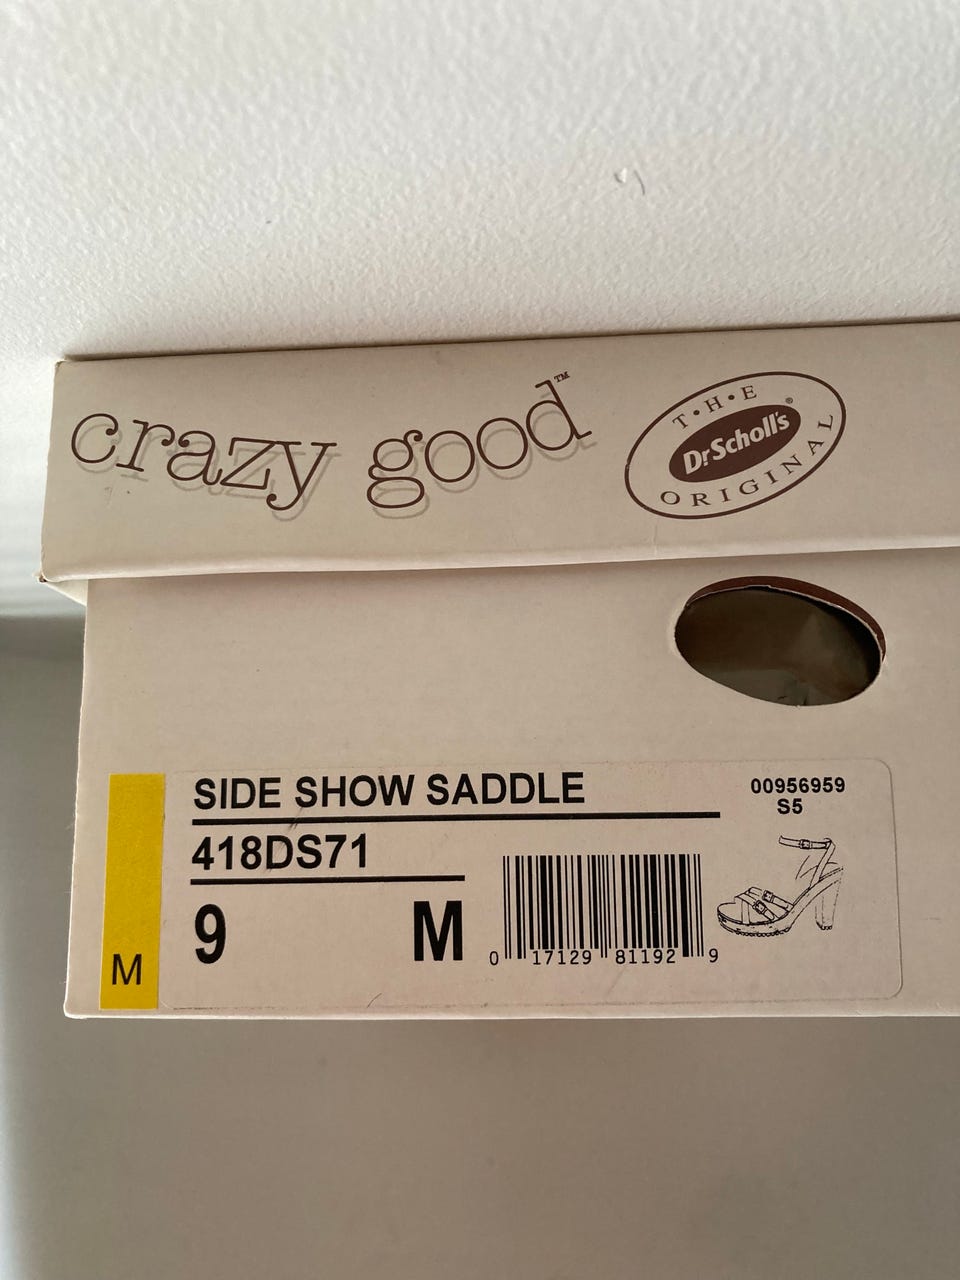 crazy good™
T·H·E
Dr Scholl's®
ORIGINAL
SIDE SHOW SADDLE
00956959
S5
418DS71
9 M
0 17129 81192 9
M